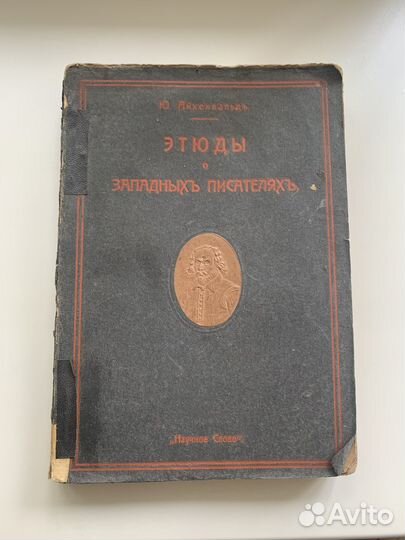 Ю. Айхенвальдъ.
ЭТЮДЫ
о
ЗАПАДНЫХЪ ПИСАТЕЛЯХЪ.
„Научное Слово“.
Avito